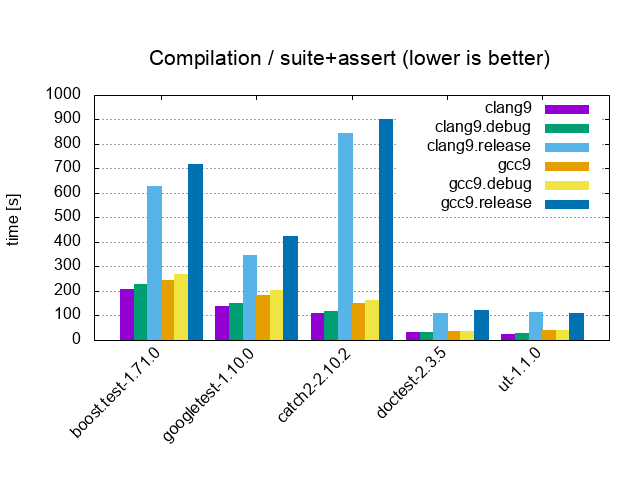 Compilation / suite+assert (lower is better)
time [s]
1000
900
800
700
600
500
400
300
200
100
0
clang9
clang9.debug
clang9.release
gcc9
gcc9.debug
gcc9.release
boost.test-1.71.0
googletest-1.10.0
catch2-2.10.2
doctest-2.3.5
ut-1.1.0